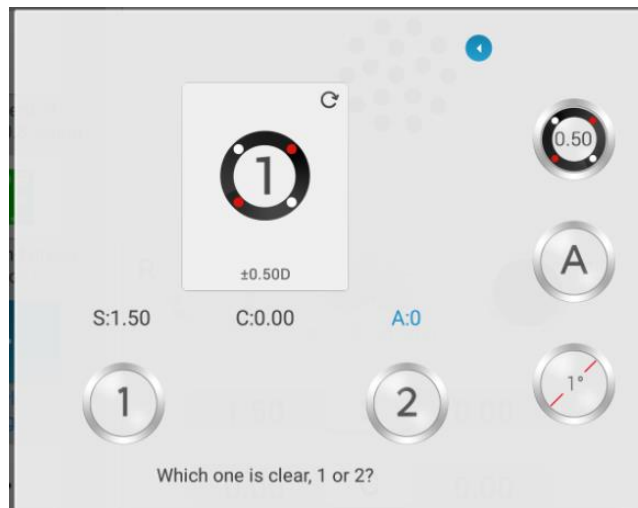 0.50
1
±0.50D
A
S:1.50 C:0.00 A:0
1°
1 2
Which one is clear, 1 or 2?